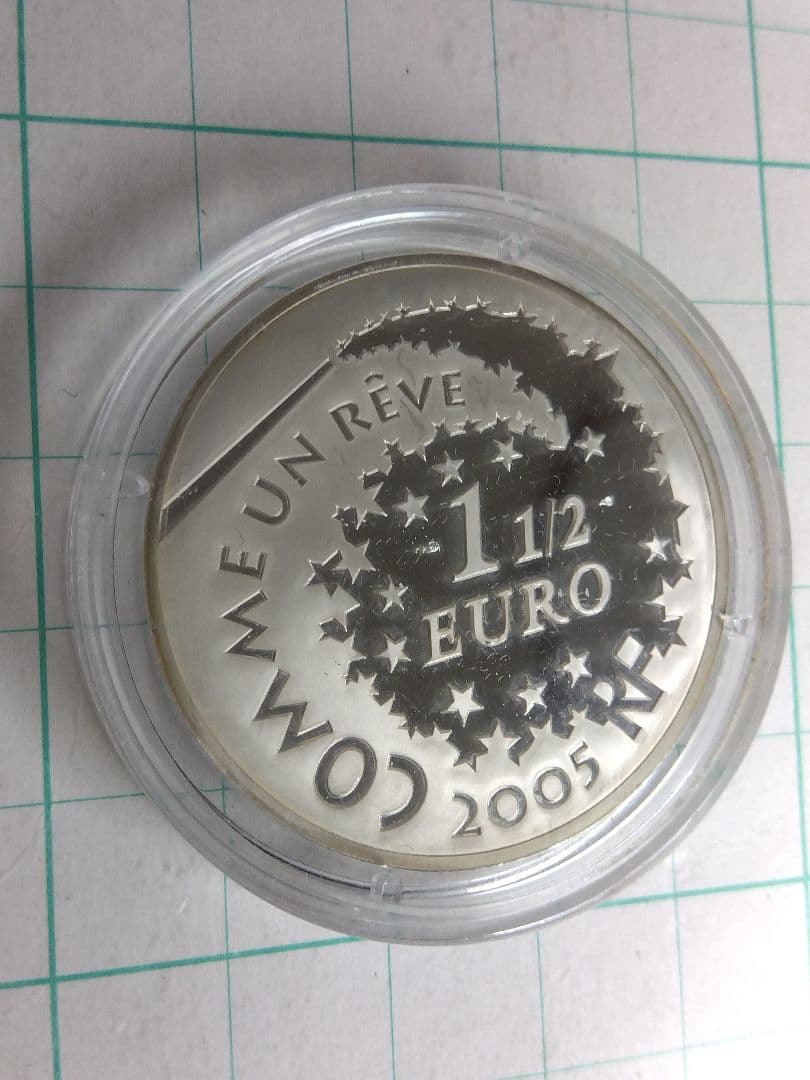 COMME UN RÊVE
1 1/2
EURO
RF
2005